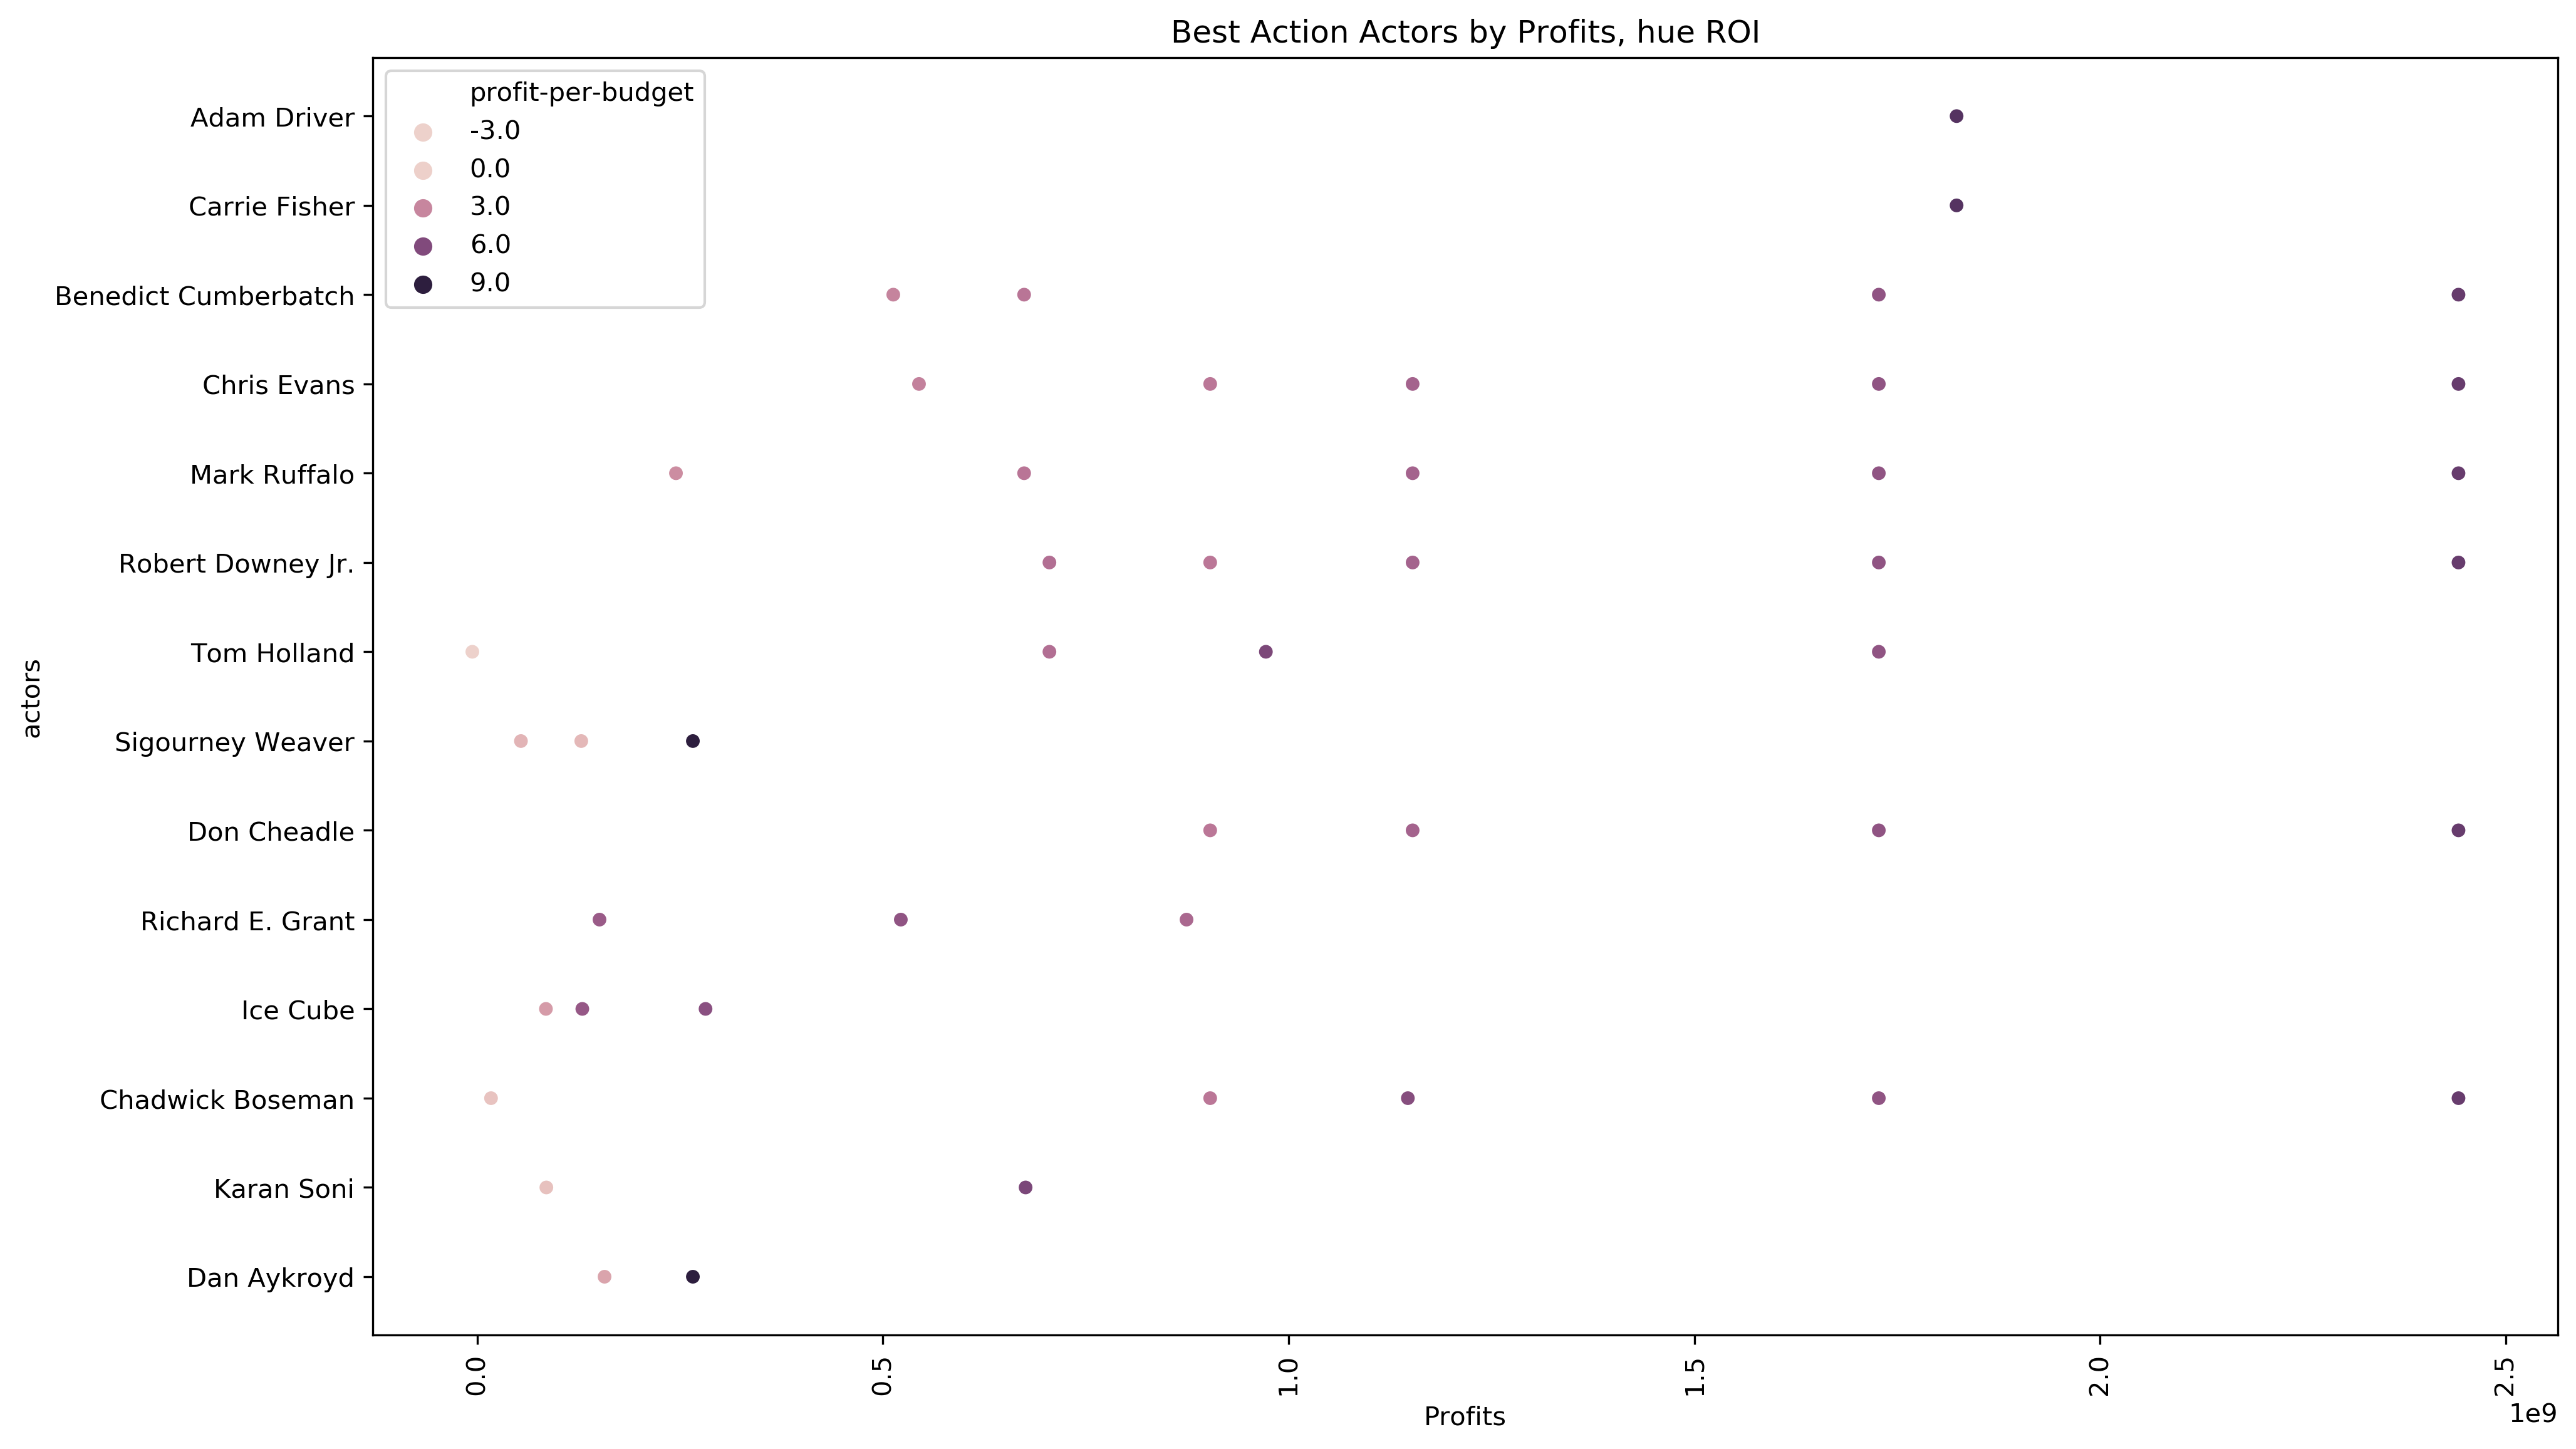 Best Action Actors by Profits, hue ROI
profit-per-budget
-3.0
0.0
3.0
6.0
9.0
actors
Adam Driver
Carrie Fisher
Benedict Cumberbatch
Chris Evans
Mark Ruffalo
Robert Downey Jr.
Tom Holland
Sigourney Weaver
Don Cheadle
Richard E. Grant
Ice Cube
Chadwick Boseman
Karan Soni
Dan Aykroyd
0.0
0.5
1.0
1.5
2.0
2.5
Profits
1e9